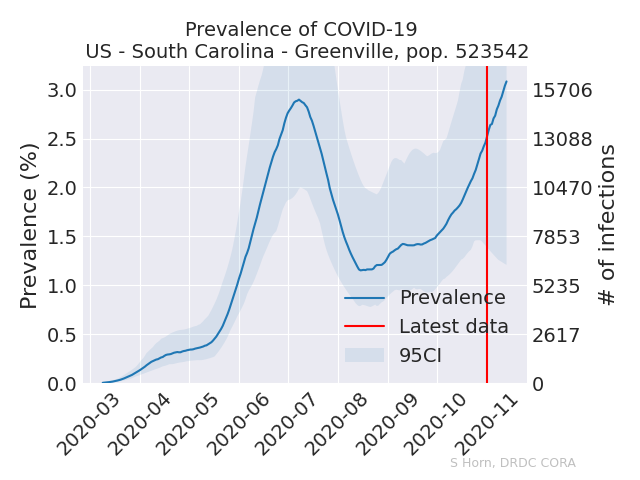 Prevalence of COVID-19
US - South Carolina - Greenville, pop. 523542
Prevalence (%)
3.0
2.5
2.0
1.5
1.0
0.5
0.0
15706
13088
10470
7853
5235
2617
0
# of infections
Prevalence
Latest data
95CI
2020-03
2020-04
2020-05
2020-06
2020-07
2020-08
2020-09
2020-10
2020-11
S Horn, DRDC CORA